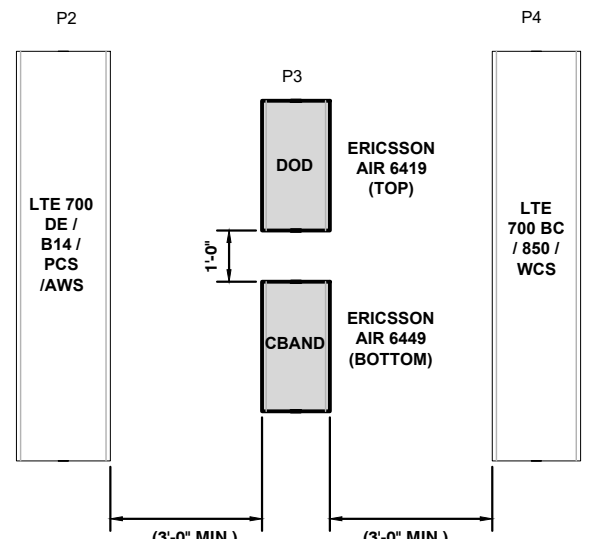 P2
P4
P3
DOD
ERICSSON
AIR 6419
(TOP)
LTE 700
DE /
B14 /
PCS
/AWS
1'-0"
LTE
700 BC
/ 850 /
WCS
CBAND
ERICSSON
AIR 6449
(BOTTOM)
(3'-0" MIN.)
(3'-0" MIN.)